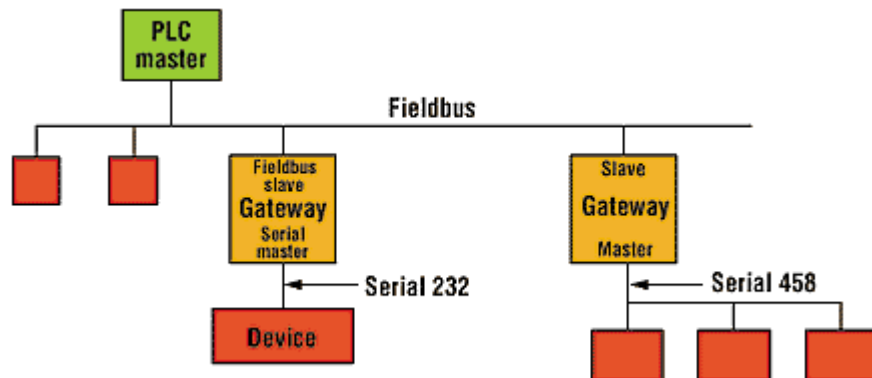 PLC
master
Fieldbus
Fieldbus
slave
Gateway
Serial
master
Slave
Gateway
Master
Serial 232
Serial 458
Device